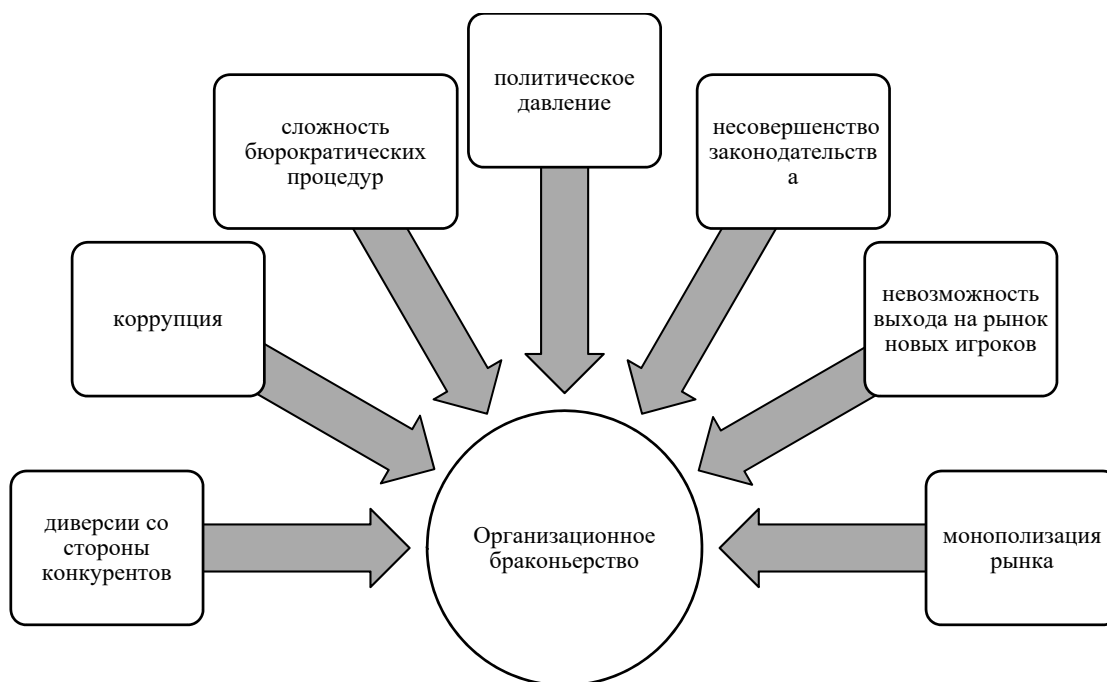 политическое
давление
сложность
бюрократических
процедур
несовершенство
законодательств
а
коррупция
невозможность
выхода на рынок
новых игроков
диверсии со
стороны
конкурентов
Организационное
браконьерство
монополизация
рынка